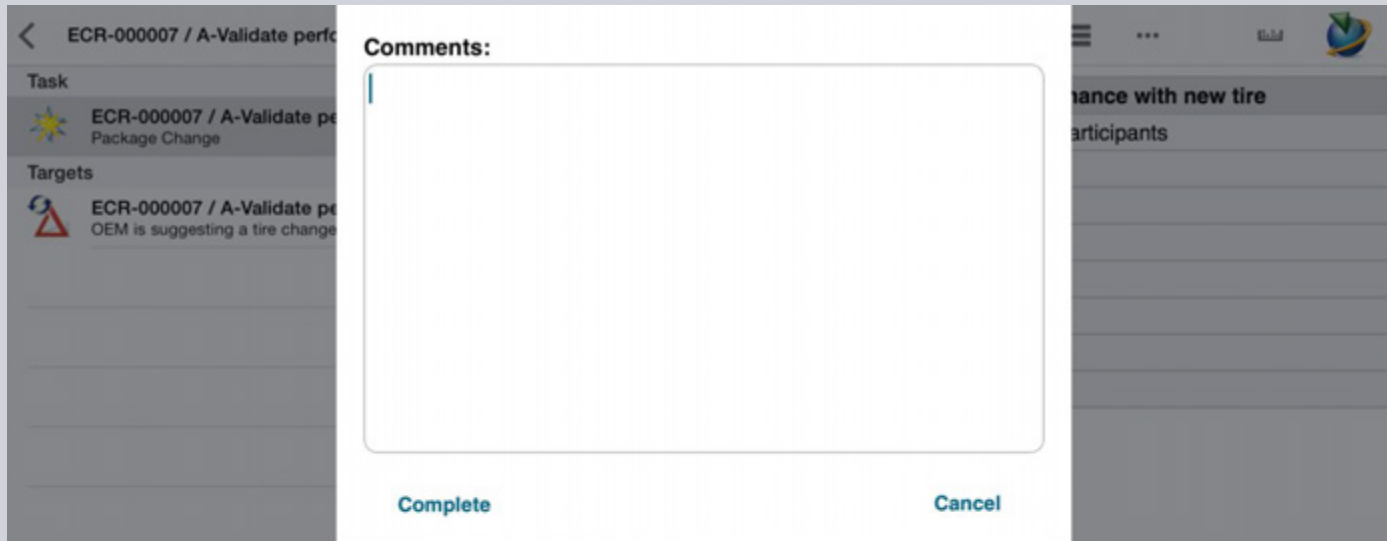 ECR-000007 / A-Validate perfo
Comments:
Task
ECR-000007 / A-Validate pe
Package Change
Targets
ECR-000007 / A-Validate pe
OEM is suggesting a tire change
mance with new tire
articipants
Complete
Cancel